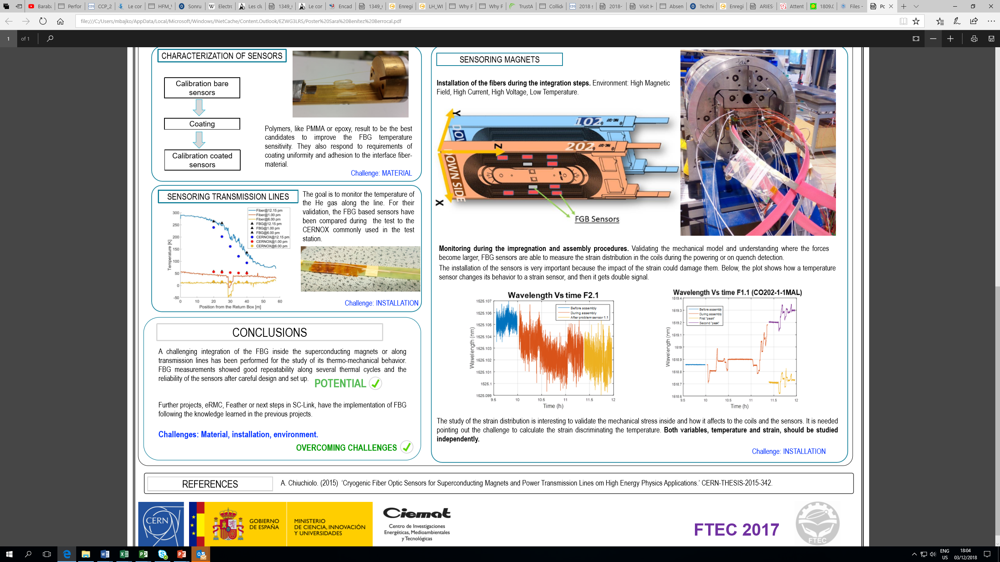 Barab
Perfor
CCP_2
Le cor
HFM_
Sonru
Electro
Les clu
1349_
Le cor
Encad
1349_
Enregi
LH_WI
Why P
Why P
TrustA
Collide
2018 s
2018-
Visit H
Absen
Techni
Enregi
ARIES-
Attent
1809.0
Files -
Pc
file:///C:/Users/mbajko/AppData/Local/Microsoft/Windows/INetCache/Content.Outlook/EZWG3LRS/Poster%20Sara%20Benítez%20Berrocal.pdf
1 of 1
CHARACTERIZATION OF SENSORS
Calibration bare
sensors
Coating
Calibration coated
sensors
Polymers, like PMMA or epoxy, result to be the best
candidates to improve the FBG temperature
sensitivity. They also respond to requirements of
coating uniformity and adhesion to the interface fiber-
material.
Challenge: MATERIAL
SENSORING TRANSMISSION LINES
The goal is to monitor the temperature of
the He gas along the line. For their
validation, the FBG based sensors have
been compared during the test to the
CERNOX commonly used in the test
station.
Fiber@12.15 pm
Fiber@1.00 pm
Fiber@6.00 pm
FBG@12.15 pm
FBG@1.00 pm
FBG@6.00 pm
CERNOX@12.15 pm
CERNOX@1.00 pm
CERNOX@6.00 pm
Temperature [K]
300
250
200
150
100
50
0
-50
0 10 20 30 40 50 60
Position from the Return Box [m]
Challenge: INSTALLATION
CONCLUSIONS
A challenging integration of the FBG inside the superconducting magnets or along
transmission lines has been performed for the study of its thermo-mechanical behavior.
FBG measurements showed good repeatability along several thermal cycles and the
reliability of the sensors after careful design and set up.
POTENTIAL
Further projects, eRMC, Feather or next steps in SC-Link, have the implementation of FBG
following the knowledge learned in the previous projects.
Challenges: Material, installation, environment.
OVERCOMING CHALLENGES
SENSORING MAGNETS
Installation of the fibers during the integration steps. Environment: High Magnetic
Field, High Current, High Voltage, Low Temperature.
Y
102
RMC-QXF
Z
202
RMC-QXF
DOWN SIDE
X
FGB Sensors
Monitoring during the impregnation and assembly procedures. Validating the mechanical model and understanding where the forces
become larger, FBG sensors are able to measure the strain distribution in the coils during the powering or on quench detection.
The installation of the sensors is very important because the impact of the strain could damage them. Below, the plot shows how a temperature
sensor changes its behavior to a strain sensor, and then it gets double signal.
Wavelength Vs time F2.1
Before assembly
During assembly
After problem sensor 1.1
Wavelength (nm)
1525.107
1525.106
1525.105
1525.104
1525.103
1525.102
1525.101
1525.1
1525.099
9.5 10 10.5 11 11.5 12
Time (h)
Wavelength Vs time F1.1 (CO202-1-1MAL)
Before assembly
During assembly
First "peak"
Second "peak"
Wavelength (nm)
1519.4
1519.3
1519.2
1519.1
1519
1518.9
1518.8
1518.7
1518.6
9.5 10 10.5 11 11.5 12
Time (h)
The study of the strain distribution is interesting to validate the mechanical stress inside and how it affects to the coils and the sensors. It is needed
pointing out the challenge to calculate the strain discriminating the temperature. Both variables, temperature and strain, should be studied
independently.
Challenge: INSTALLATION
REFERENCES
A. Chiuchiolo. (2015) ‘Cryogenic Fiber Optic Sensors for Superconducting Magnets and Power Transmission Lines om High Energy Physics Applications.’ CERN-THESIS-2015-342.
CERN
GOBIERNO
DE ESPAÑA
MINISTERIO
DE CIENCIA, INNOVACIÓN
Y UNIVERSIDADES
Ciemat
Centro de Investigaciones
Energéticas, Medioambientales
y Tecnológicas
FTEC 2017
FTEC
ENG
US
18:04
03/12/2018